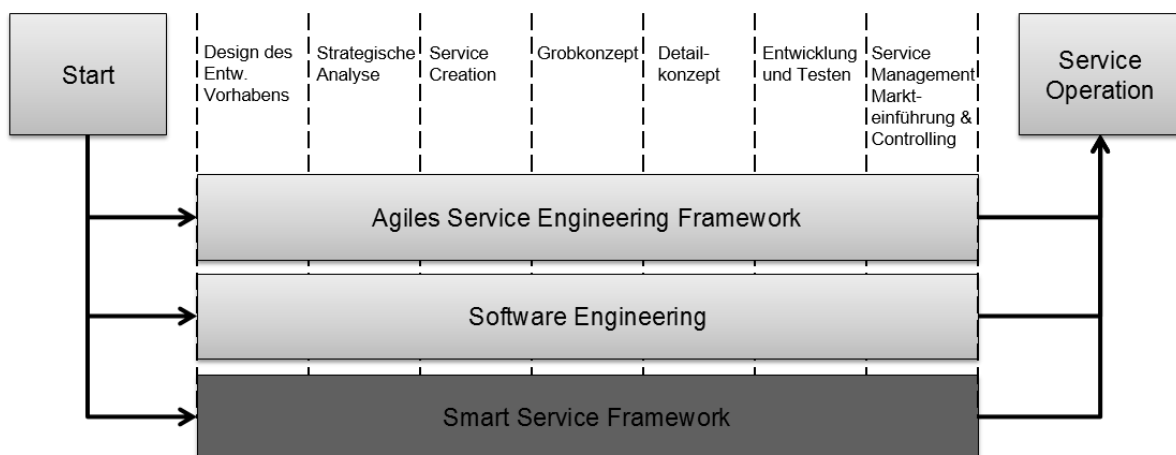 Start
Design des
Entw.
Vorhabens
Strategische
Analyse
Service
Creation
Grobkonzept
Detail-
konzept
Entwicklung
und Testen
Service
Management
Markt-
einführung &
Controlling
Service
Operation
Agiles Service Engineering Framework
Software Engineering
Smart Service Framework